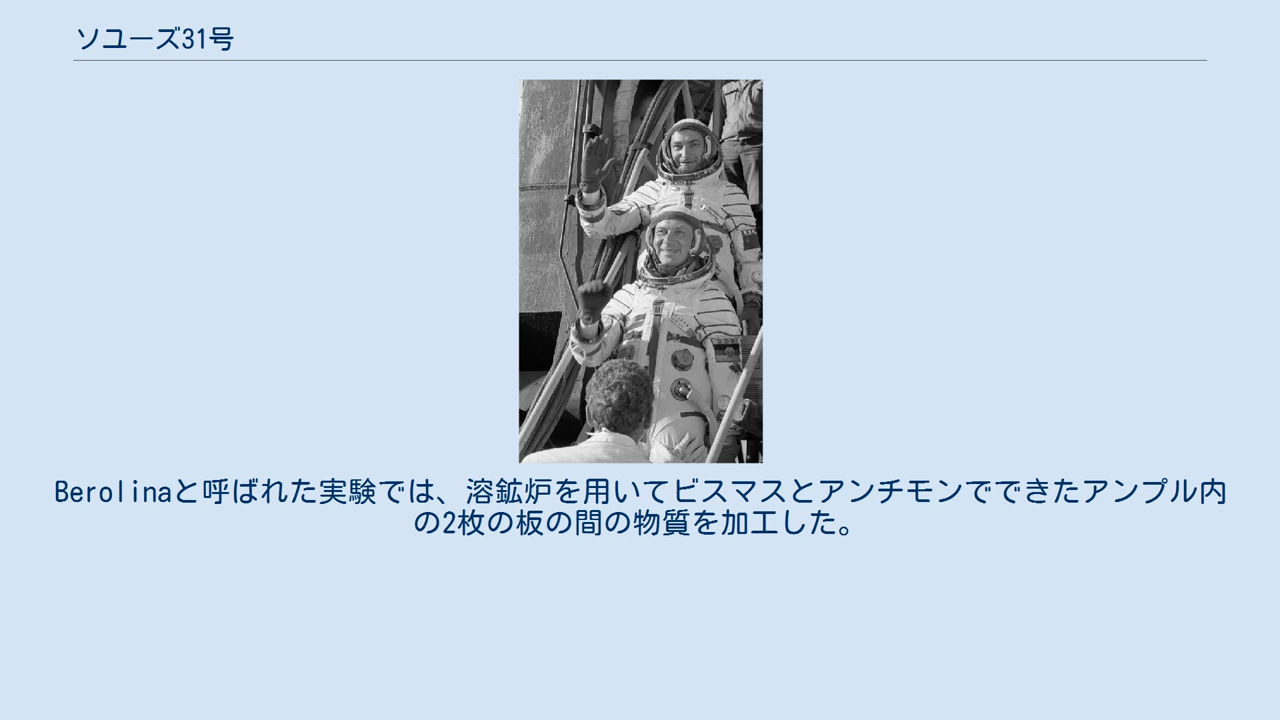 ソユーズ31号
Berolinaと呼ばれた実験では、溶鉱炉を用いてビスマスとアンチモンでできたアンプル内
の2枚の板の間の物質を加工した。